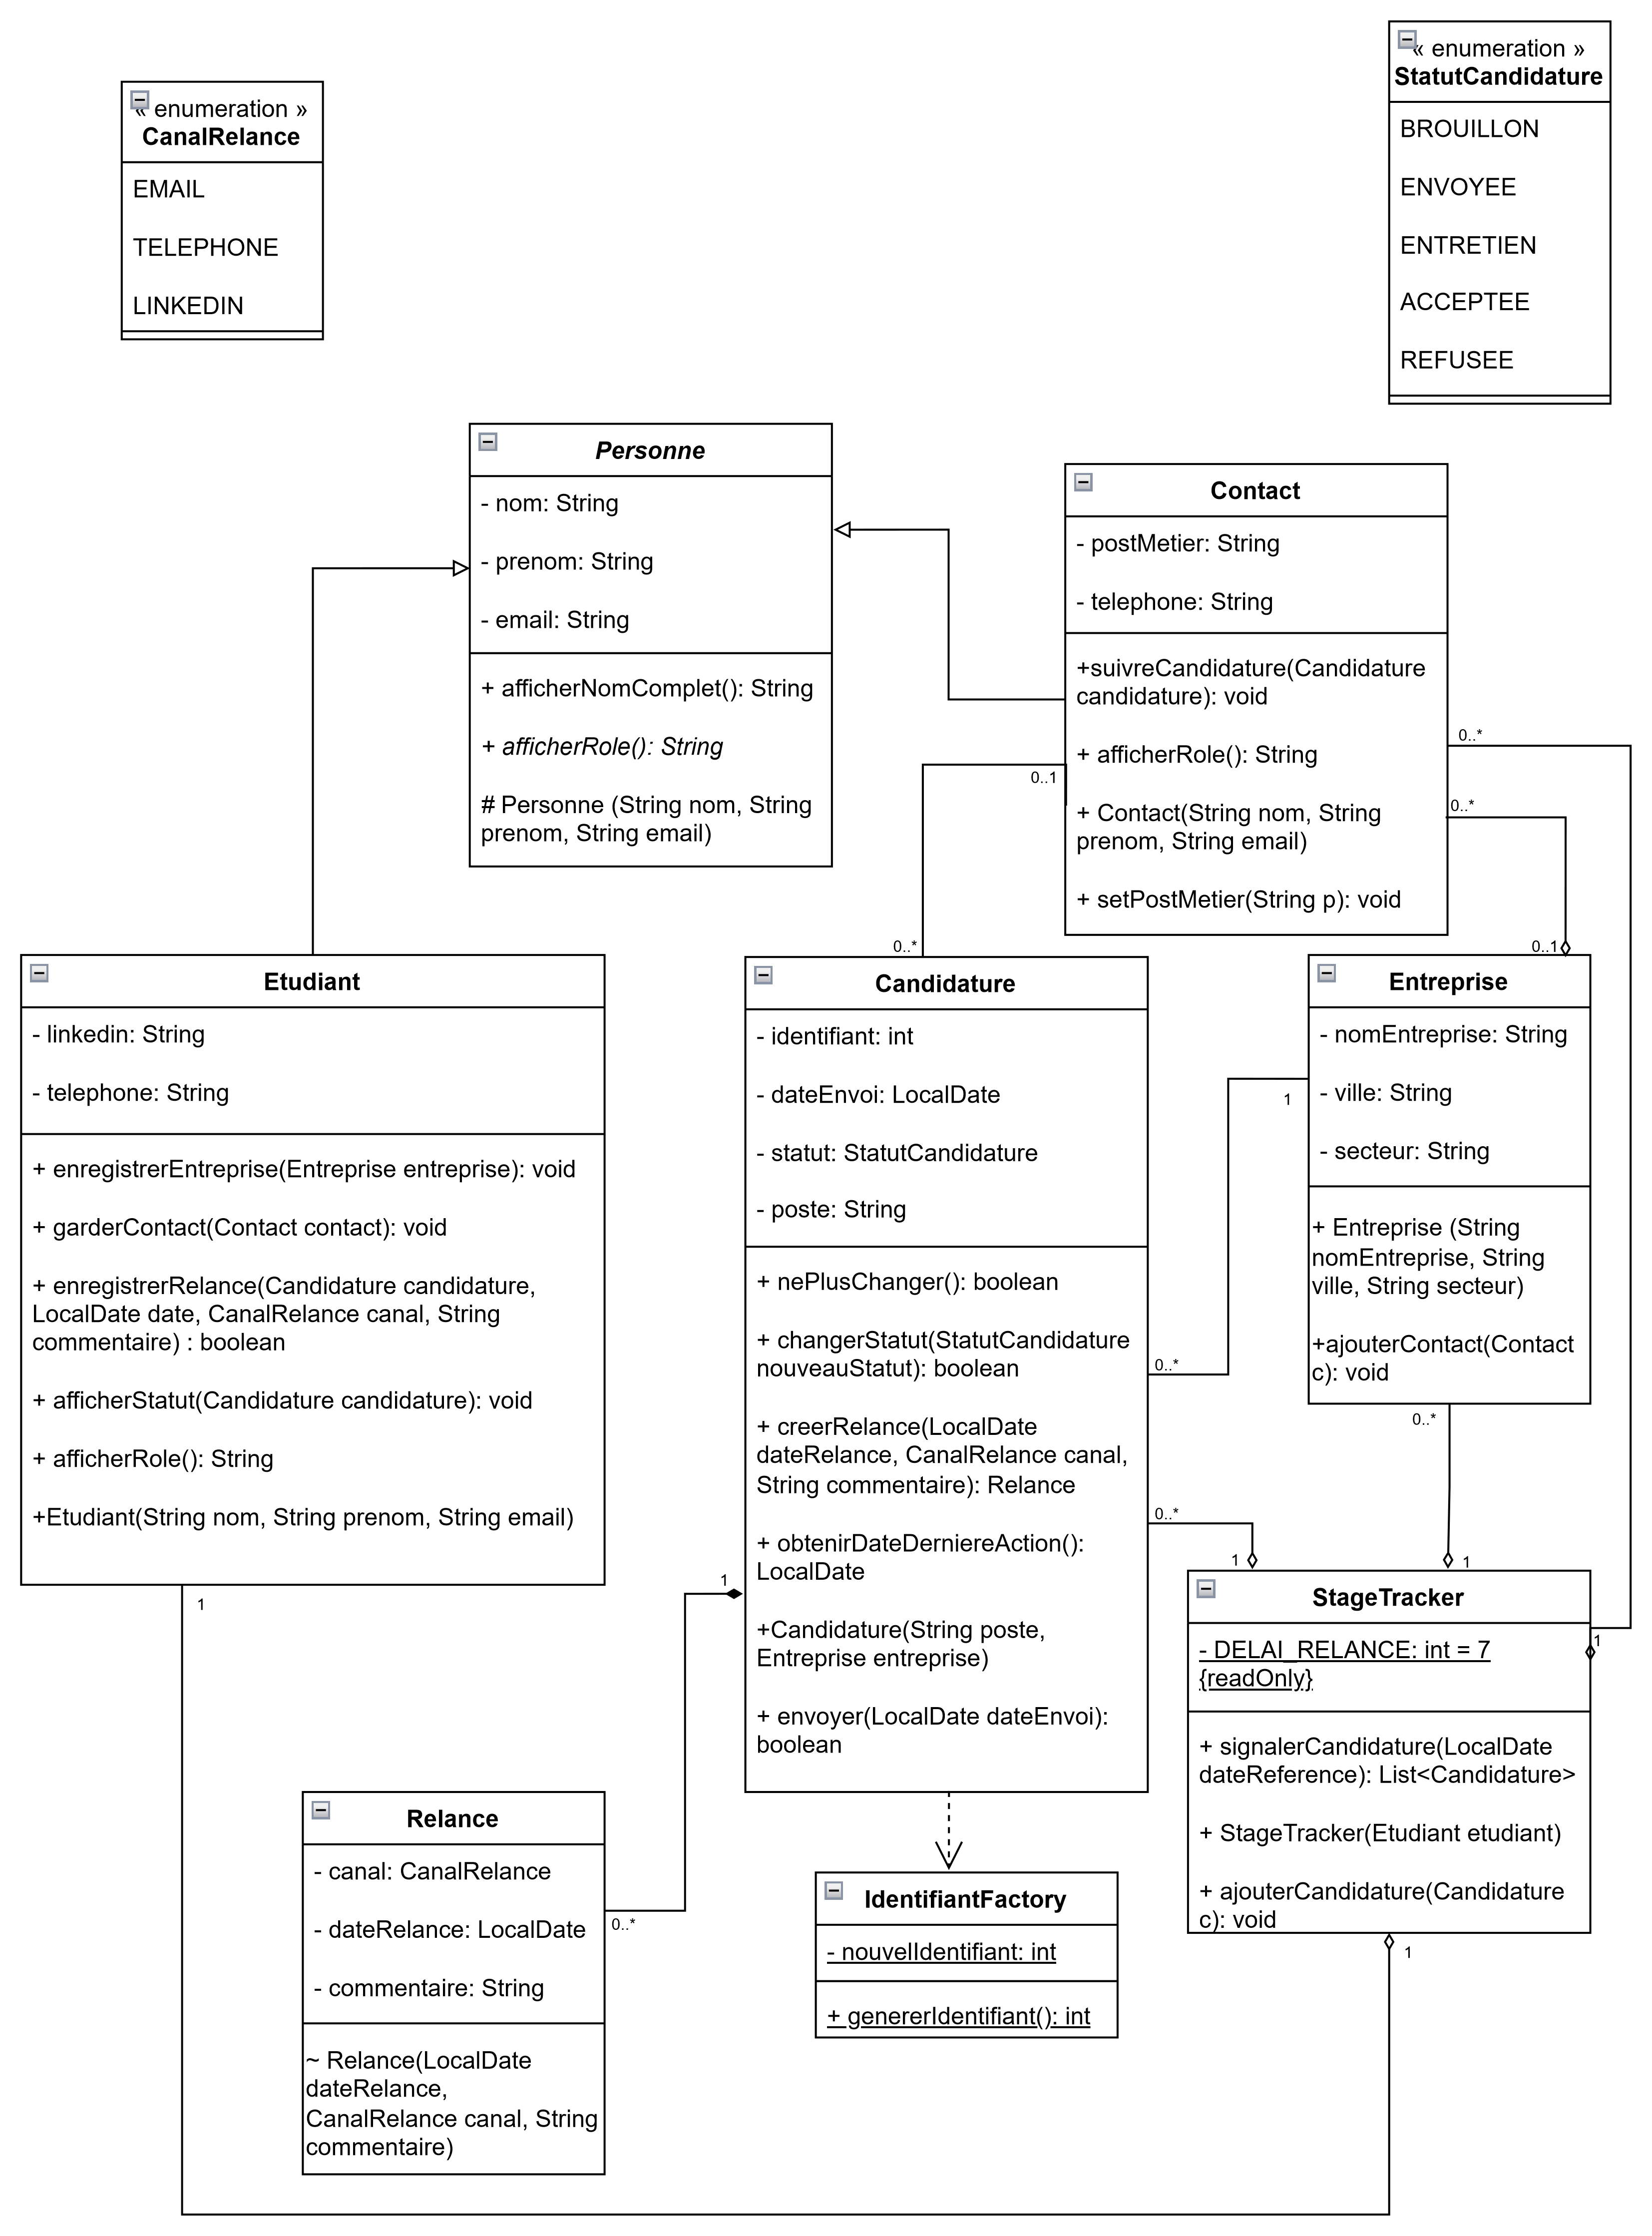 « enumeration »
CanalRelance
EMAIL
TELEPHONE
LINKEDIN
« enumeration »
StatutCandidature
BROUILLON
ENVOYEE
ENTRETIEN
ACCEPTEE
REFUSEE
Personne
- nom: String
- prenom: String
- email: String
+ afficherNomComplet(): String
+ afficherRole(): String
# Personne (String nom, String
prenom, String email)
Contact
- postMetier: String
- telephone: String
+suivreCandidature(Candidature
candidature): void
+ afficherRole(): String
+ Contact(String nom, String
prenom, String email)
+ setPostMetier(String p): void
0..*
0..*
0..1
0..*
0..1
Etudiant
- linkedin: String
- telephone: String
+ enregistrerEntreprise(Entreprise entreprise): void
+ garderContact(Contact contact): void
+ enregistrerRelance(Candidature candidature,
LocalDate date, CanalRelance canal, String
commentaire) : boolean
+ afficherStatut(Candidature candidature): void
+ afficherRole(): String
+Etudiant(String nom, String prenom, String email)
1
Candidature
- identifiant: int
- dateEnvoi: LocalDate
- statut: StatutCandidature
- poste: String
+ nePlusChanger(): boolean
+ changerStatut(StatutCandidature
nouveauStatut): boolean
+ creerRelance(LocalDate
dateRelance, CanalRelance canal,
String commentaire): Relance
+ obtenirDateDerniereAction():
LocalDate
+Candidature(String poste,
Entreprise entreprise)
+ envoyer(LocalDate dateEnvoi):
boolean
1
0..*
0..*
1
1
Entreprise
- nomEntreprise: String
- ville: String
- secteur: String
+ Entreprise (String
nomEntreprise, String
ville, String secteur)
+ajouterContact(Contact
c): void
0..*
1
StageTracker
- DELAI_RELANCE: int = 7
{readOnly}
+ signalerCandidature(LocalDate
dateReference): List<Candidature>
+ StageTracker(Etudiant etudiant)
+ ajouterCandidature(Candidature
c): void
1
1
Relance
- canal: CanalRelance
- dateRelance: LocalDate
- commentaire: String
~ Relance(LocalDate
dateRelance,
CanalRelance canal, String
commentaire)
0..*
IdentifiantFactory
- nouvelIdentifiant: int
+ genererIdentifiant(): int